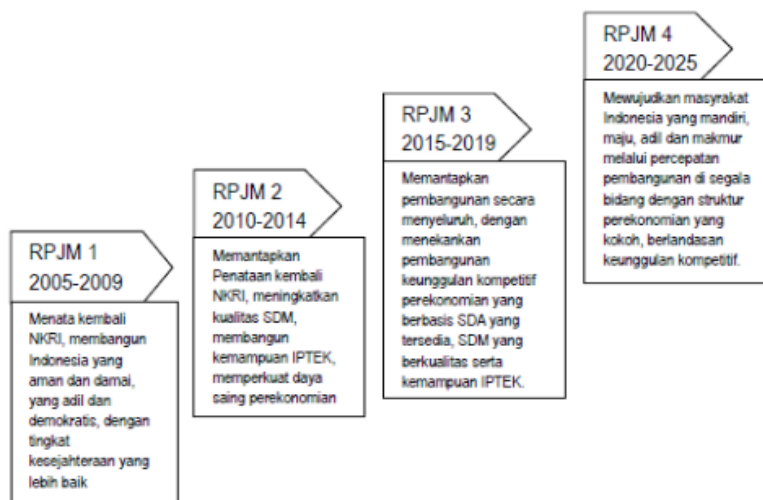 RPJM 1
2005-2009
Menata kembali
NKRI, membangun
Indonesia yang
aman dan damai,
yang adil dan
demokratis, dengan
tingkat
kesejahteraan yang
lebih baik
RPJM 2
2010-2014
Memantapkan
Penataan kembali
NKRI, meningkatkan
kualitas SDM,
membangun
kemampuan IPTEK,
memperkuat daya
saing perekonomian
RPJM 3
2015-2019
Memantapkan
pembangunan secara
menyeluruh, dengan
menekankan
pembangunan
keunggulan kompetitif
perekonomian yang
berbasis SDA yang
tersedia, SDM yang
berkualitas serta
kemampuan IPTEK.
RPJM 4
2020-2025
Mewujudkan masyrakat
Indonesia yang mandiri,
maju, adil dan makmur
melalui percepatan
pembangunan di segala
bidang dengan struktur
perekonomian yang
kokoh, berlandasan
keunggulan kompetitif.